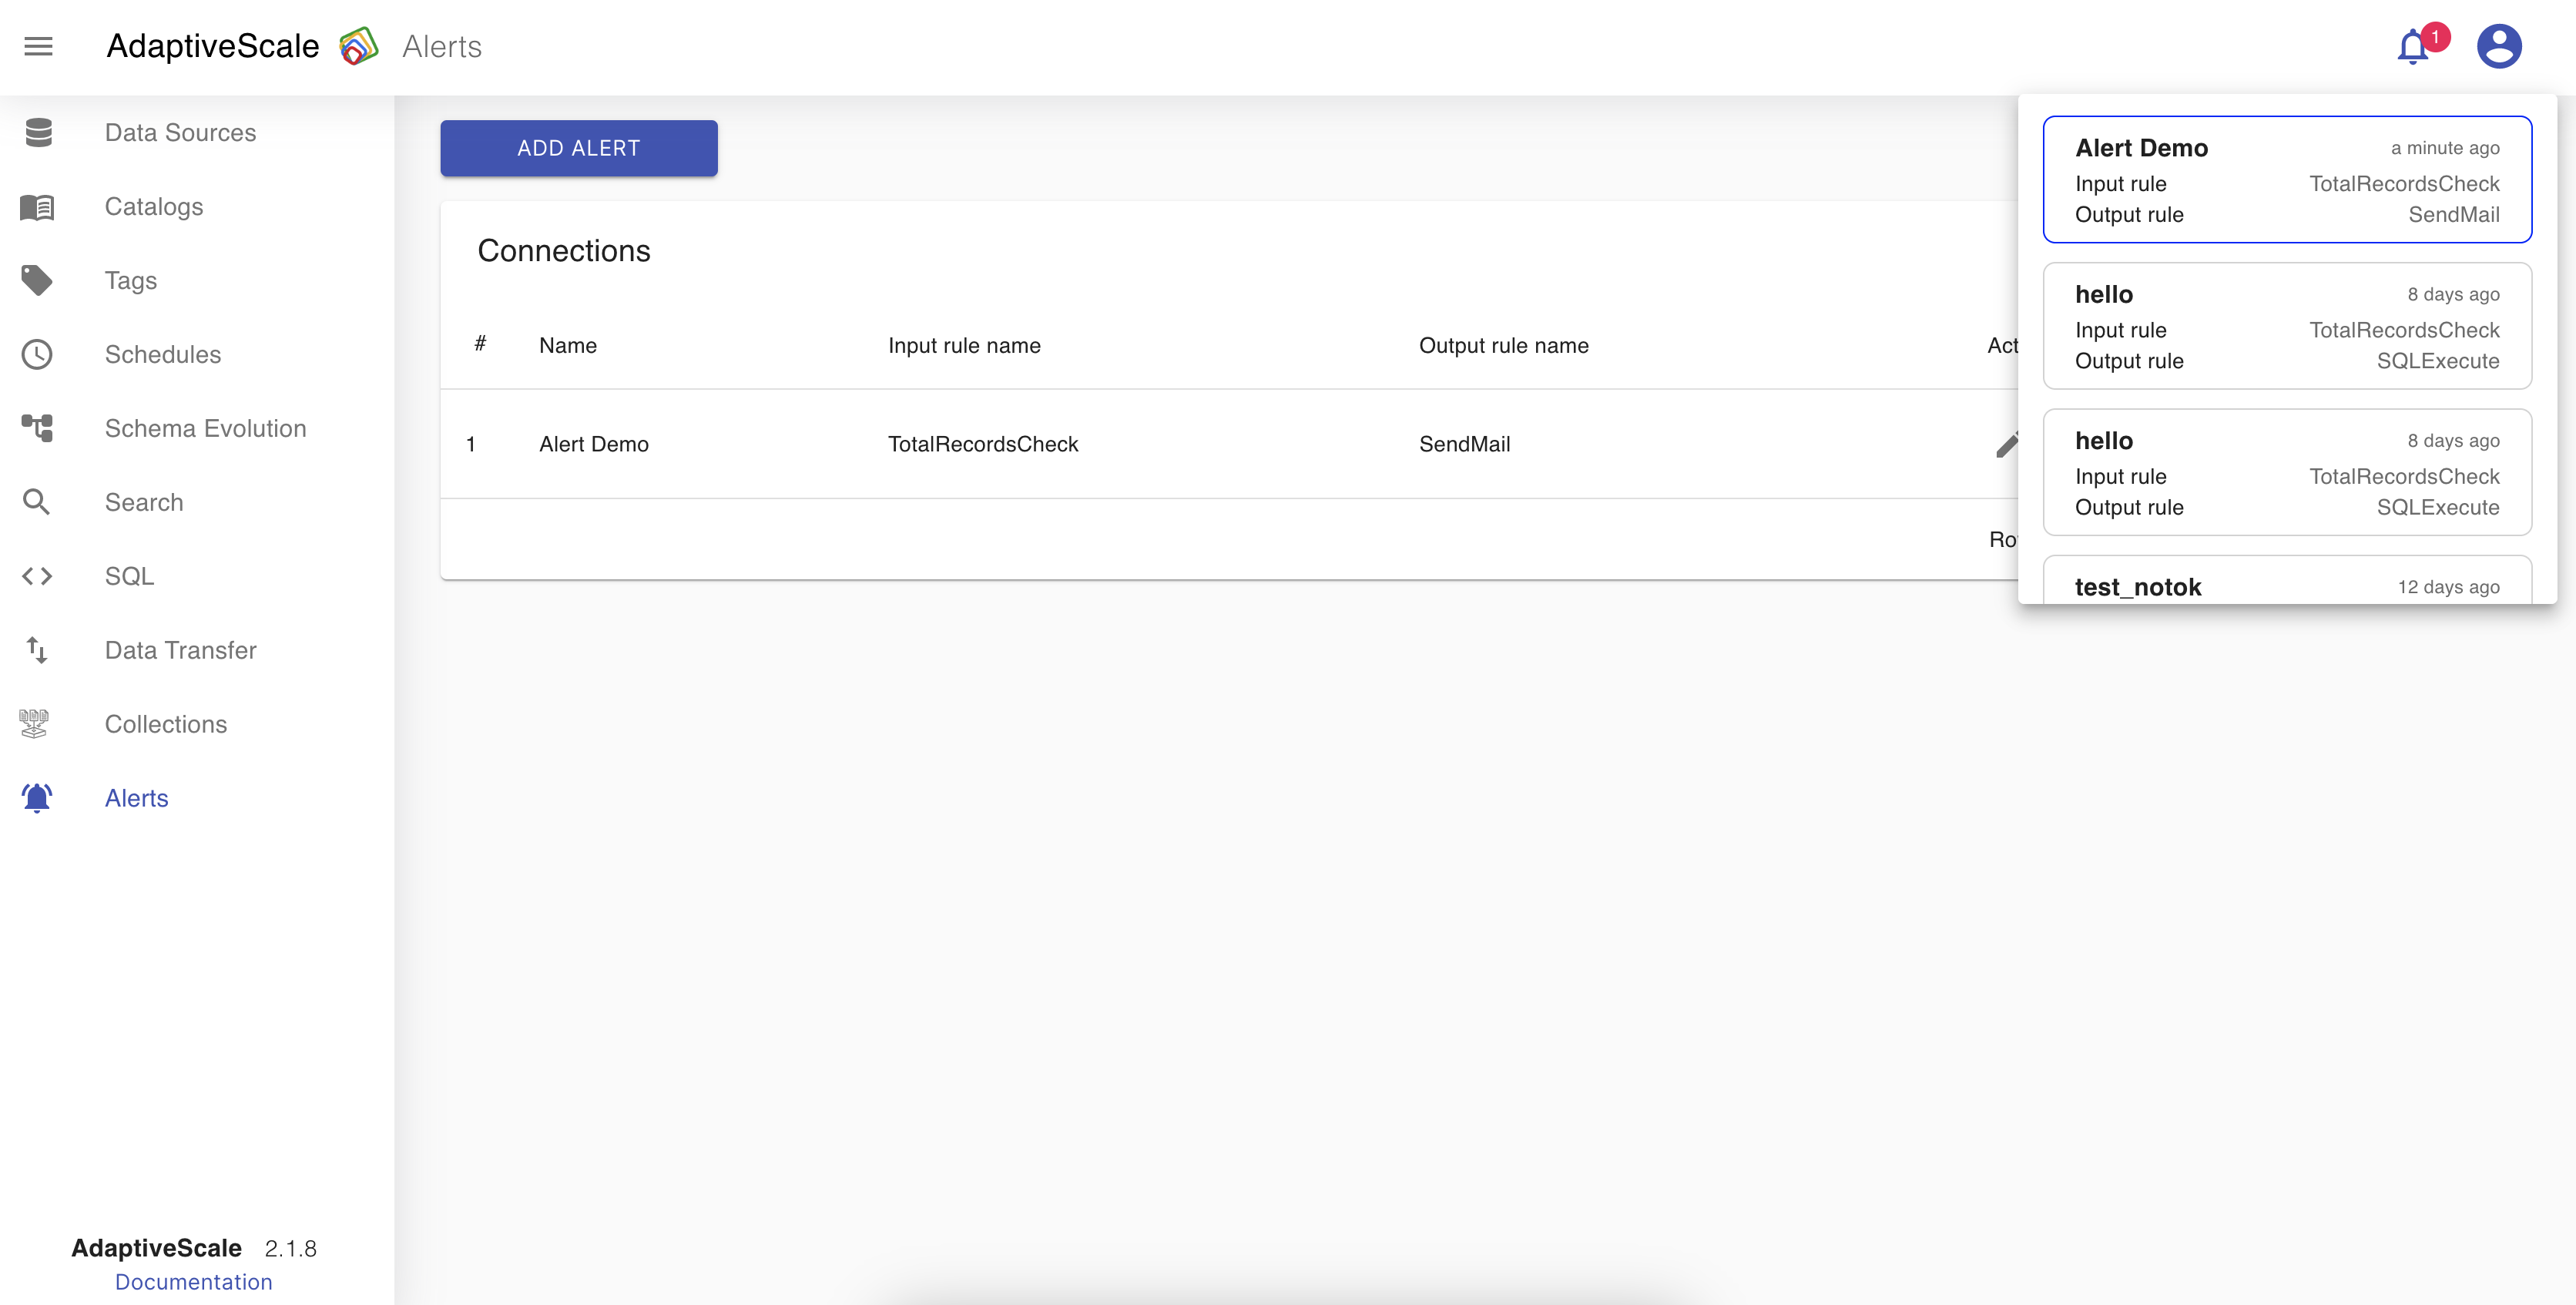 AdaptiveScale Alerts
1
Data Sources
Catalogs
Tags
Schedules
Schema Evolution
Search
SQL
Data Transfer
Collections
Alerts
AdaptiveScale 2.1.8
Documentation
ADD ALERT
Connections
# Name Input rule name Output rule name Act
1 Alert Demo TotalRecordsCheck SendMail
Ro
Alert Demo a minute ago
Input rule TotalRecordsCheck
Output rule SendMail
hello 8 days ago
Input rule TotalRecordsCheck
Output rule SQLExecute
hello 8 days ago
Input rule TotalRecordsCheck
Output rule SQLExecute
test_notok 12 days ago